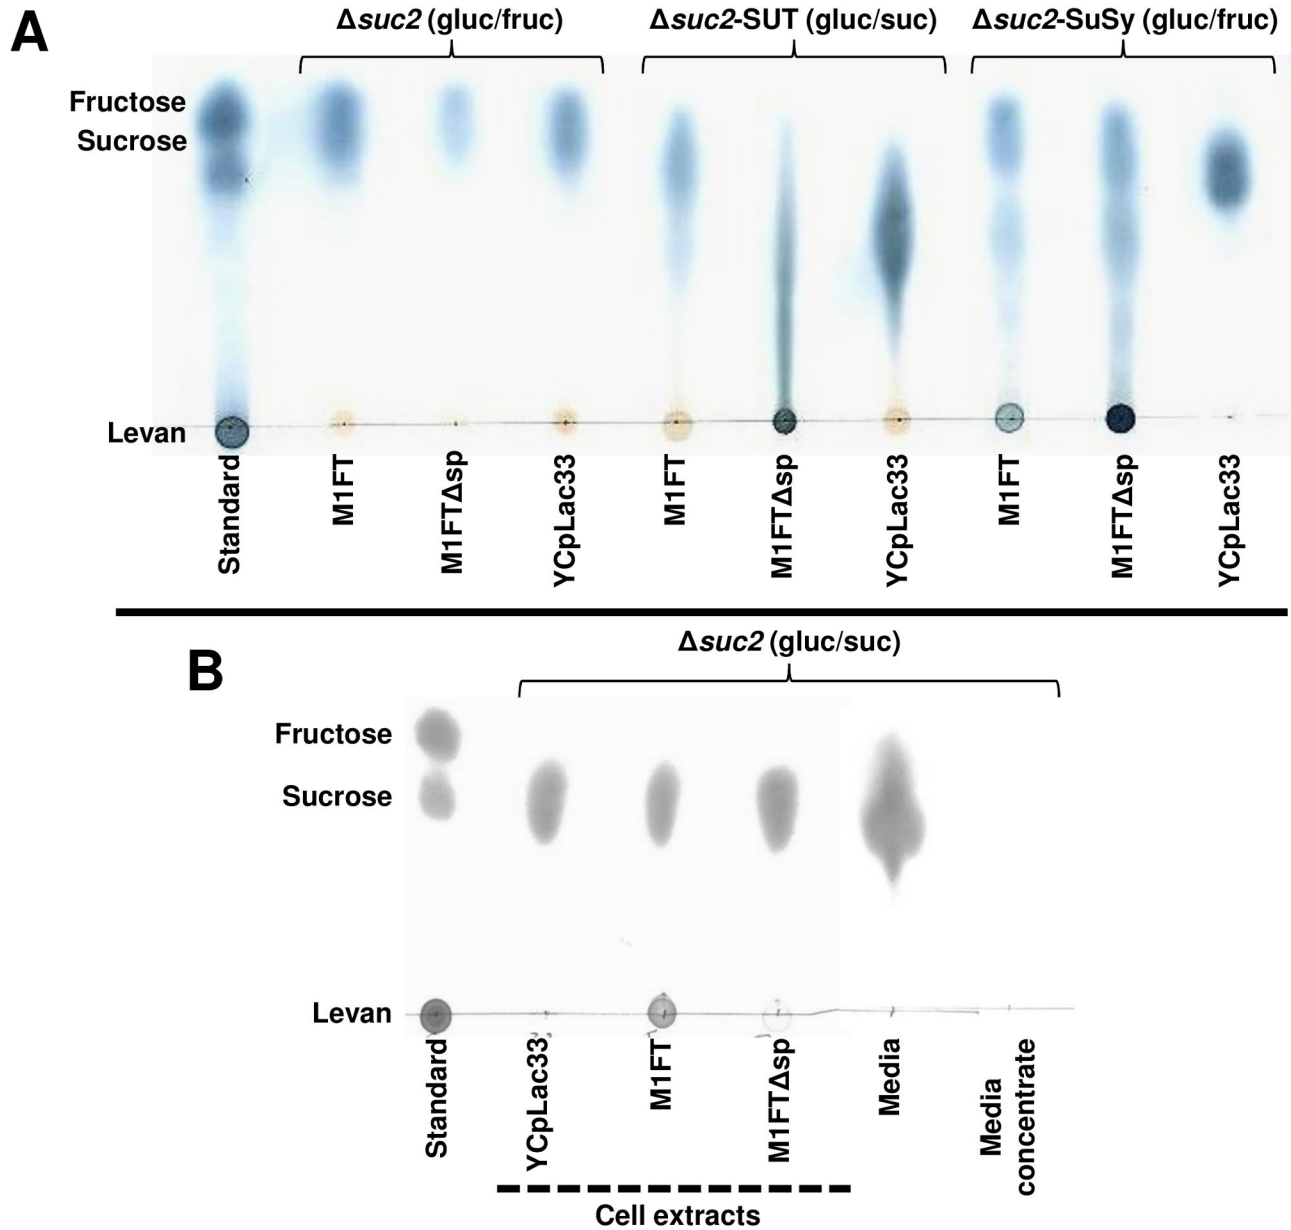 A
Δsuc2 (gluc/fruc)
Δsuc2-SUT (gluc/suc)
Δsuc2-SuSy (gluc/fruc)
Fructose
Sucrose
Levan
Standard
M1FT
M1FTΔsp
YCpLac33
M1FT
M1FTΔsp
YCpLac33
M1FT
M1FTΔsp
YCpLac33
B
Δsuc2 (gluc/suc)
Fructose
Sucrose
Levan
Standard
YCpLac33
M1FT
M1FTΔsp
Media
Media
concentrate
Cell extracts